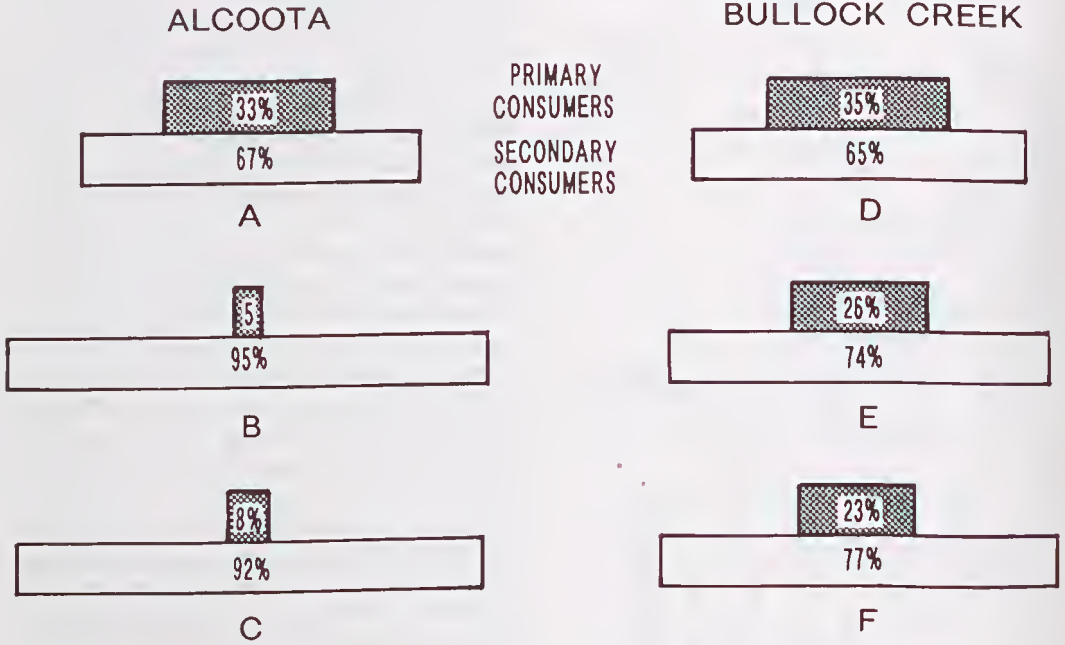 ALCOOTA
BULLOCK CREEK
33%
67%
A
PRIMARY
CONSUMERS
SECONDARY
CONSUMERS
35%
65%
D
5
95%
B
26%
74%
E
8%
92%
C
23%
77%
F